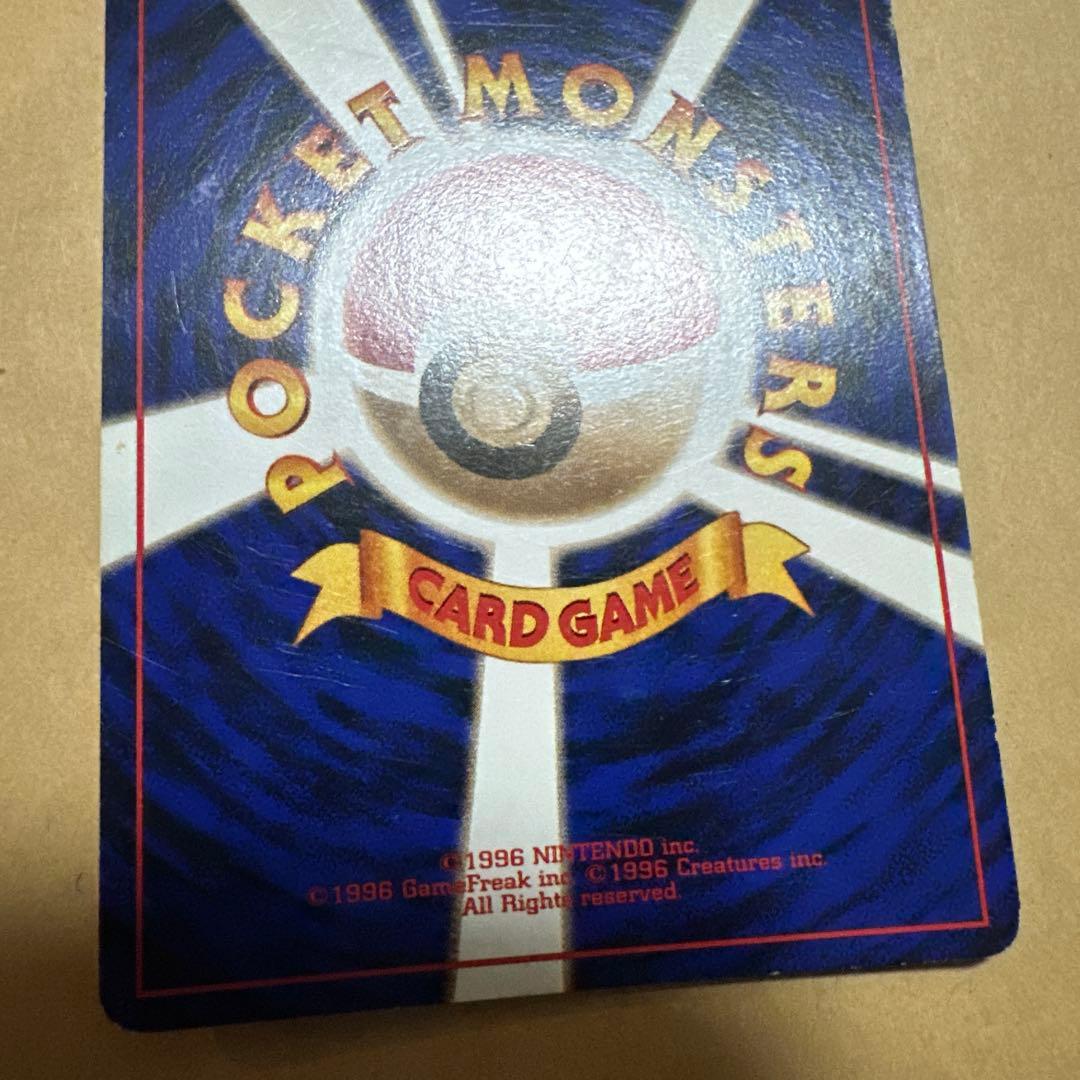 POCKET MONSTERS
CARD GAME
©1996 NINTENDO inc.
©1996 GameFreak inc ©1996 Creatures inc.
All Rights reserved.